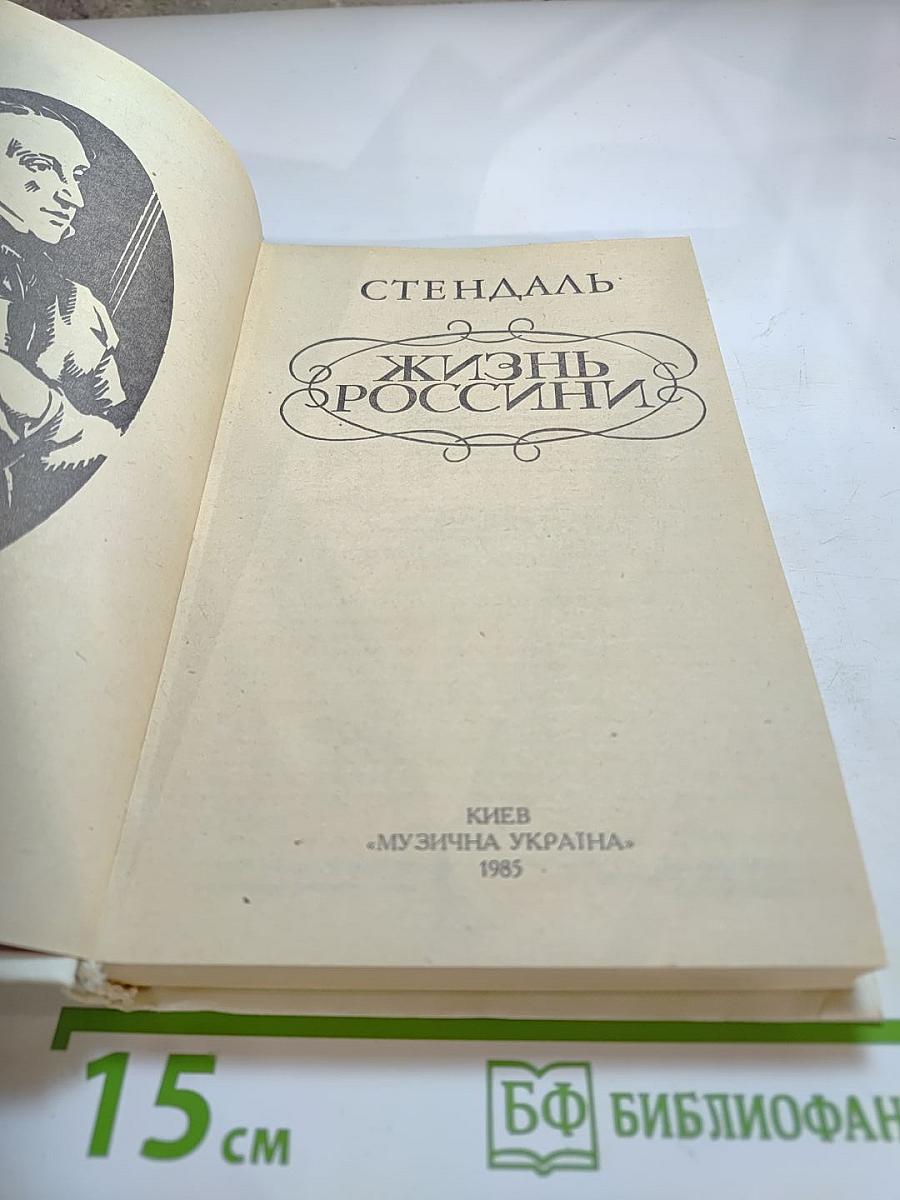 СТЕНДАЛЬ
ЖИЗНЬ
РОССИНИ
КИЕВ
«МУЗИЧНА УКРАЇНА»
1985
15 см
БФ БИБЛИОФАН